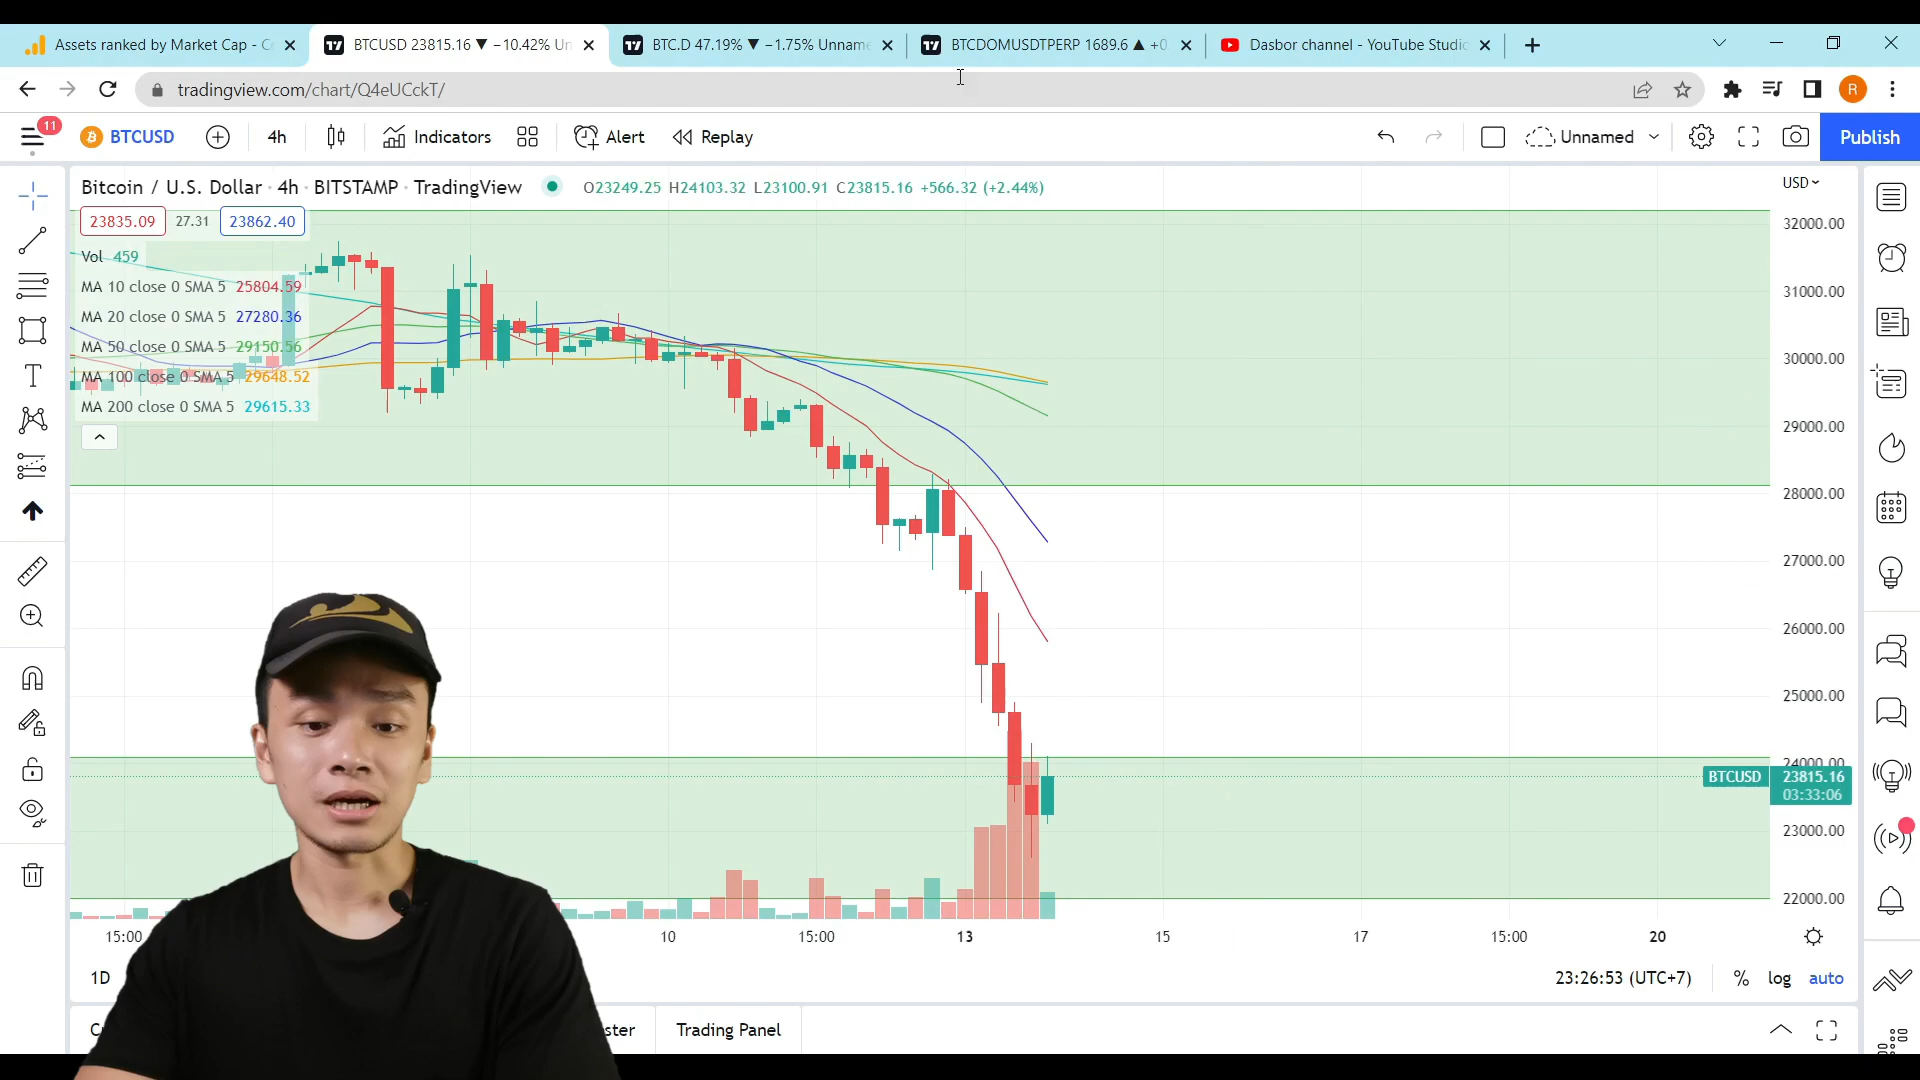 Assets ranked by Market Cap - C
BTCUSD 23815.16 ▼ −10.42% Un
BTC.D 47.19% ▼ −1.75% Unnam
BTCDOMUSDTPERP 1689.6 ▲ +0
Dasbor channel - YouTube Studio
tradingview.com/chart/Q4eUCckT/
R
11
BTCUSD
4h
Indicators
Alert
Replay
Unnamed
Publish
Bitcoin / U.S. Dollar · 4h · BITSTAMP · TradingView
O23249.25 H24103.32 L23100.91 C23815.16 +566.32 (+2.44%)
USD
23835.09
27.31
23862.40
Vol 459
MA 10 close 0 SMA 5 25804.59
MA 20 close 0 SMA 5 27280.36
MA 50 close 0 SMA 5 29150.56
MA 100 close 0 SMA 5 29648.52
MA 200 close 0 SMA 5 29615.33
32000.00
31000.00
30000.00
29000.00
28000.00
27000.00
26000.00
25000.00
24000.00
BTCUSD 23815.16
03:33:06
23000.00
22000.00
15:00
10
15:00
13
15
17
15:00
20
1D
23:26:53 (UTC+7)
%
log
auto
Trading Panel